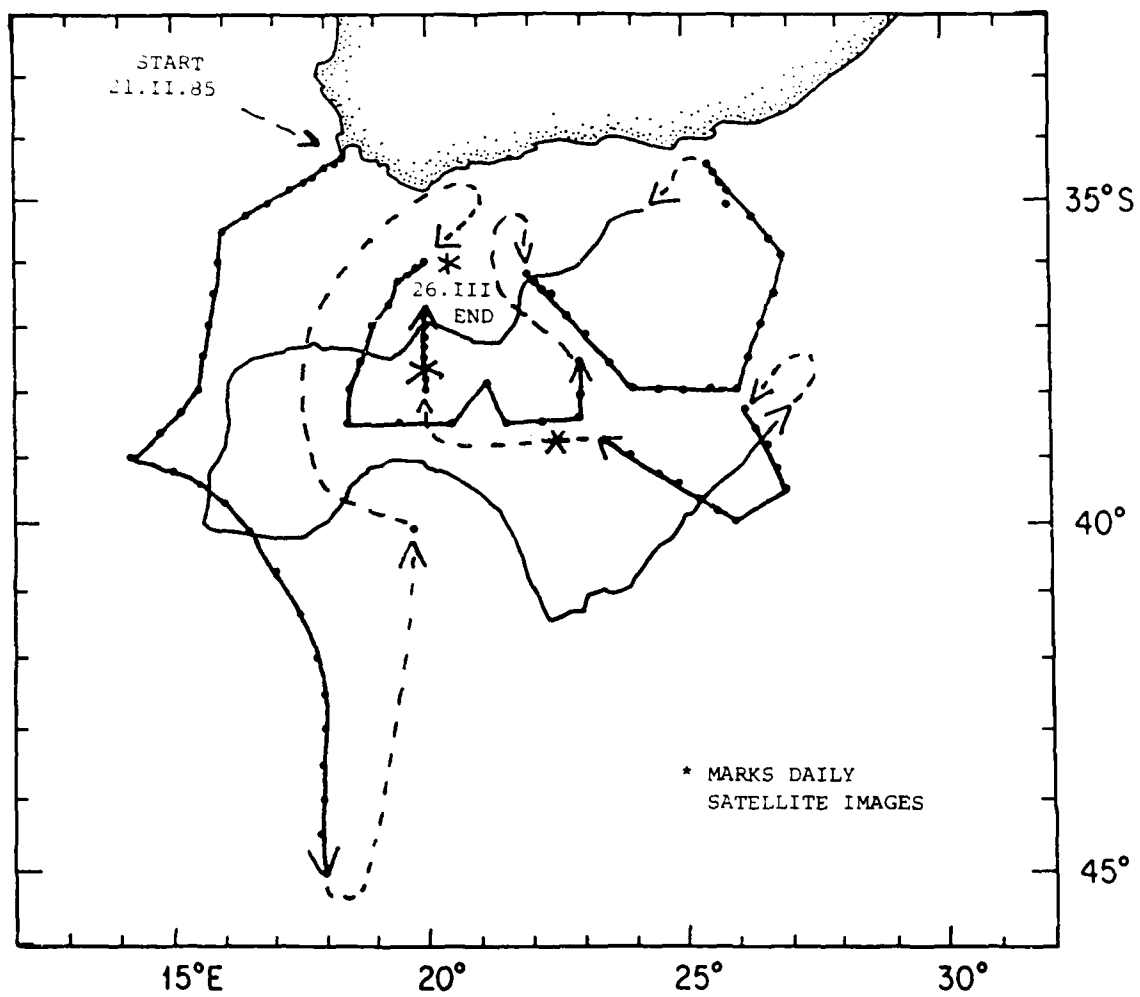 START
21.II.85
35°S
26.III
END
40°
* MARKS DAILY
SATELLITE IMAGES
45°
15°E 20° 25° 30°